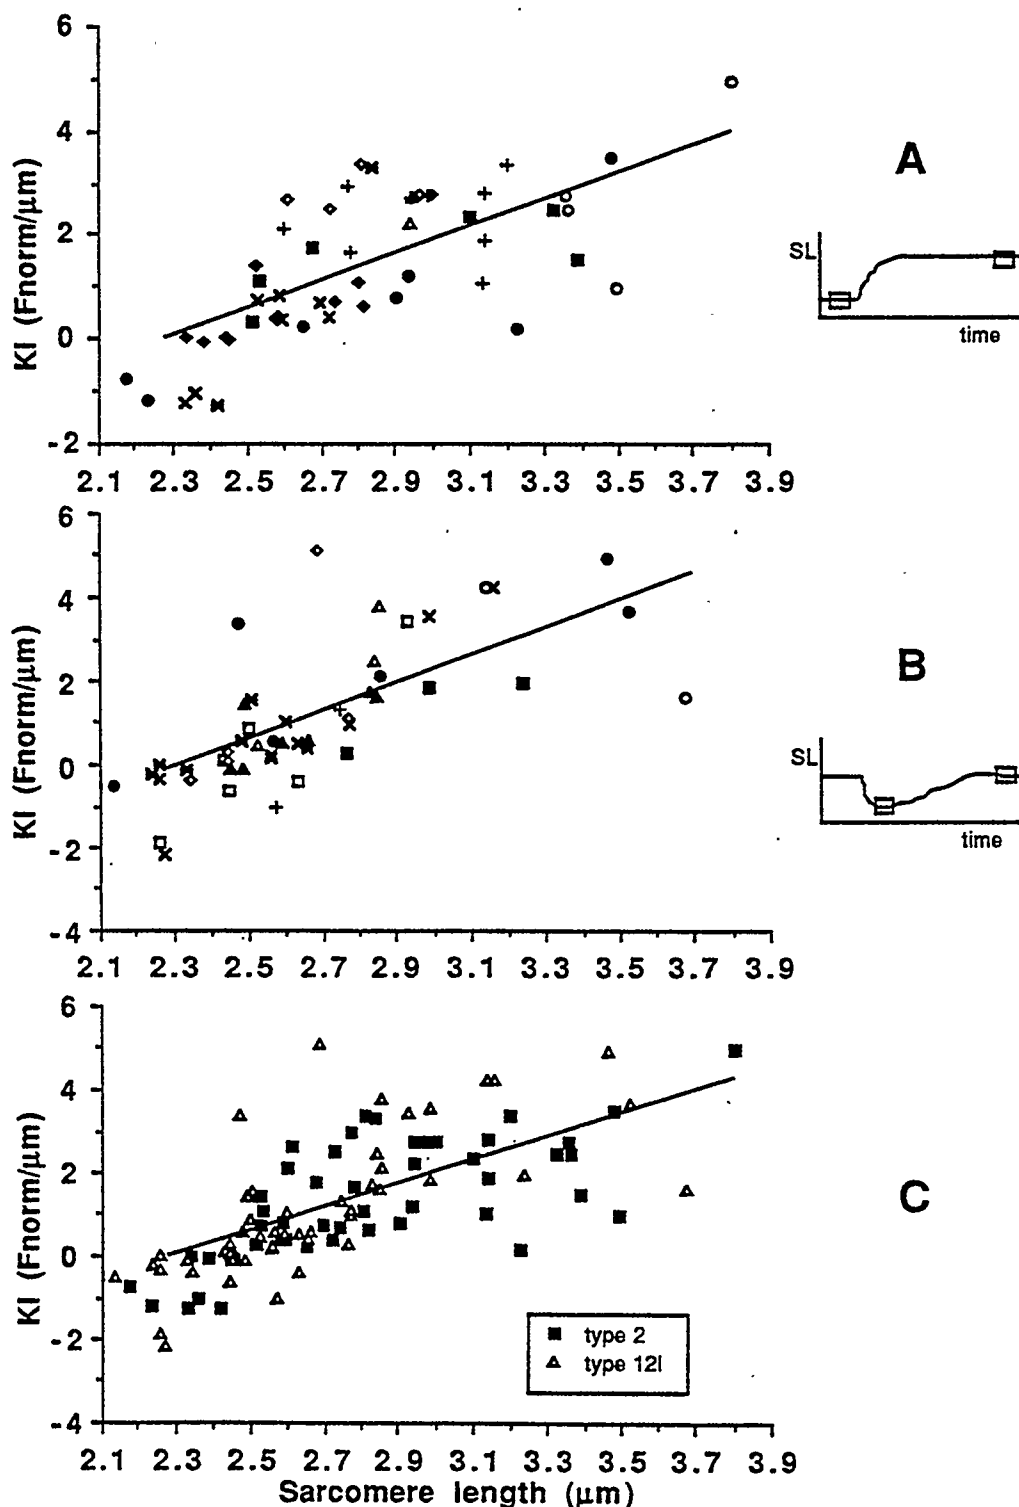 6
4
2
0
-2
KI (Fnorm/µm)
2.1 2.3 2.5 2.7 2.9 3.1 3.3 3.5 3.7 3.9
A
SL
time
6
4
2
0
-2
-4
KI (Fnorm/µm)
2.1 2.3 2.5 2.7 2.9 3.1 3.3 3.5 3.7 3.9
B
SL
time
6
4
2
0
-2
-4
KI (Fnorm/µm)
C
type 2
type 12l
2.1 2.3 2.5 2.7 2.9 3.1 3.3 3.5 3.7 3.9
Sarcomere length (µm)